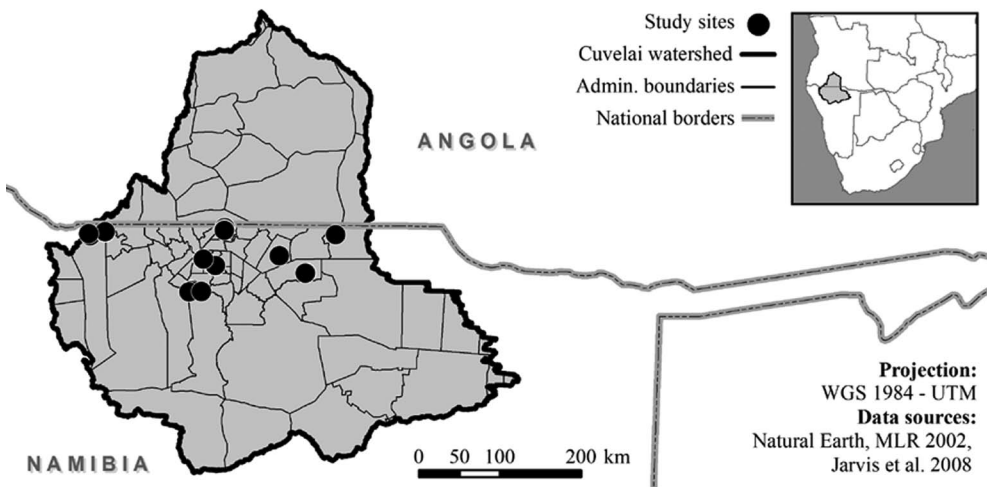 Study sites
Cuvelai watershed
Admin. boundaries
National borders
ANGOLA
NAMIBIA
0 50 100 200 km
Projection:
WGS 1984 - UTM
Data sources:
Natural Earth, MLR 2002,
Jarvis et al. 2008